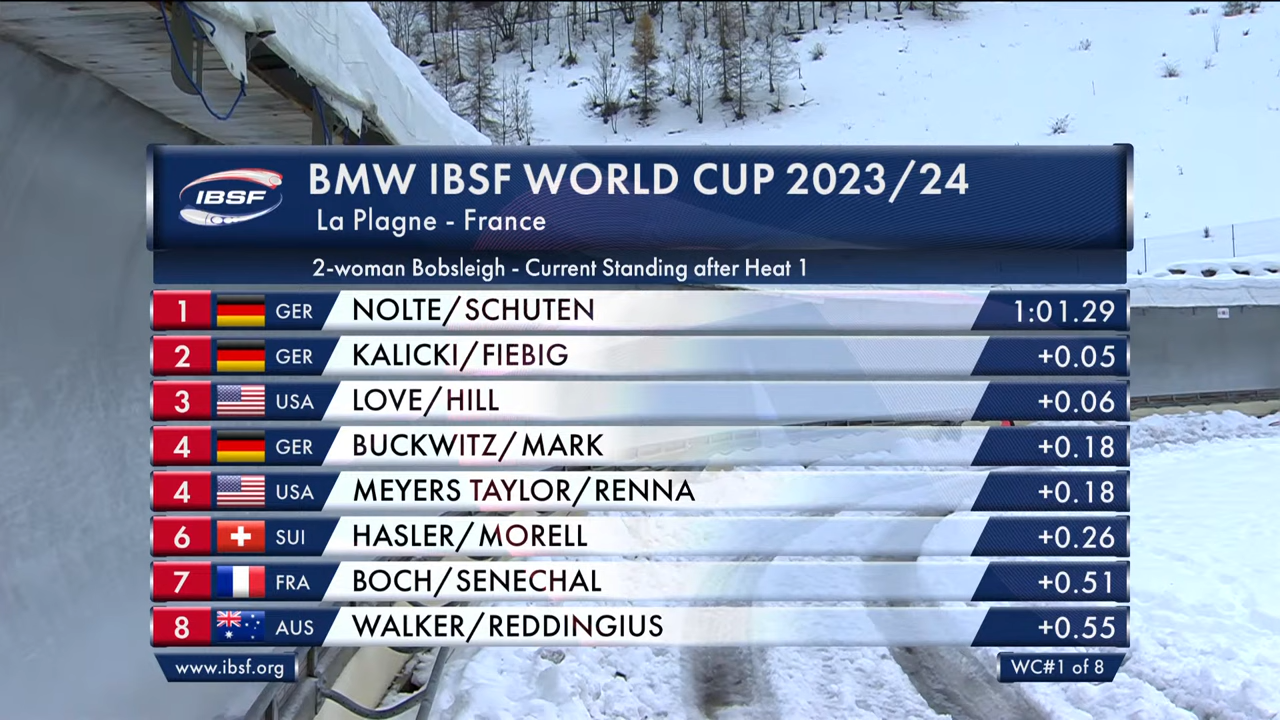 IBSF
BMW IBSF WORLD CUP 2023/24
La Plagne - France
2-woman Bobsleigh - Current Standing after Heat 1
1 GER NOLTE/SCHUTEN 1:01.29
2 GER KALICKI/FIEBIG +0.05
3 USA LOVE/HILL +0.06
4 GER BUCKWITZ/MARK +0.18
4 USA MEYERS TAYLOR/RENNA +0.18
6 SUI HASLER/MORELL +0.26
7 FRA BOCH/SENECHAL +0.51
8 AUS WALKER/REDDINGIUS +0.55
www.ibsf.org WC#1 of 8